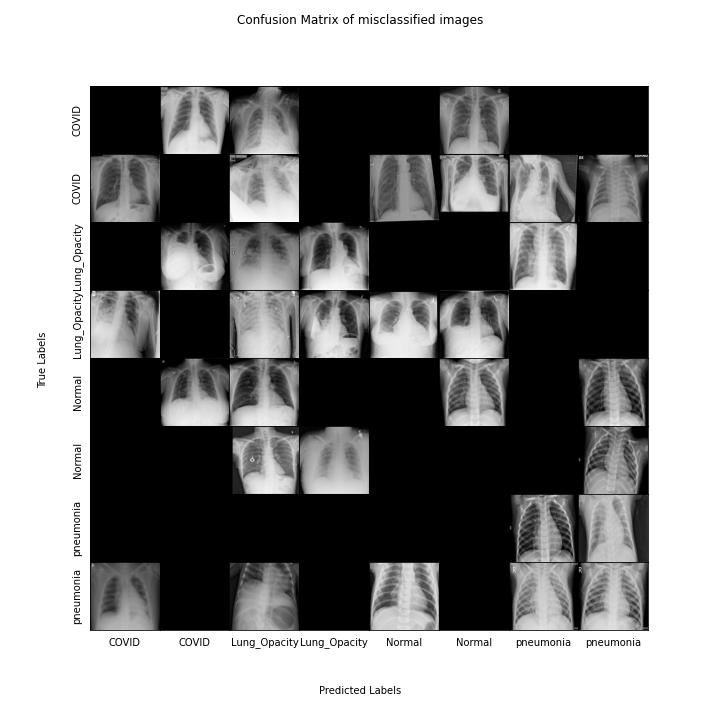 Confusion Matrix of misclassified images
True Labels
COVID
COVID
Lung_Opacity
Lung_Opacity
Normal
Normal
pneumonia
pneumonia
COVID
COVID
Lung_Opacity
Lung_Opacity
Normal
Normal
pneumonia
pneumonia
Predicted Labels